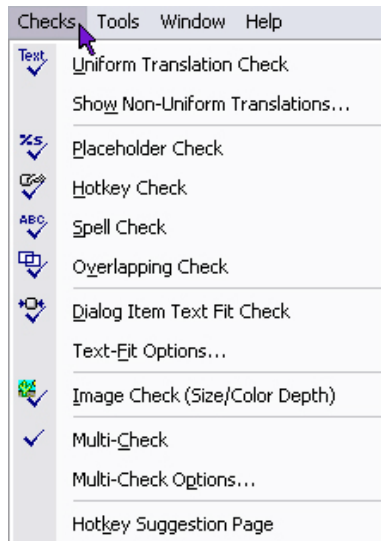 Checks Tools Window Help
Text Uniform Translation Check
Show Non-Uniform Translations...
%s Placeholder Check
Hotkey Check
ABC Spell Check
Overlapping Check
Dialog Item Text Fit Check
Text-Fit Options...
Image Check (Size/Color Depth)
Multi-Check
Multi-Check Options...
Hotkey Suggestion Page